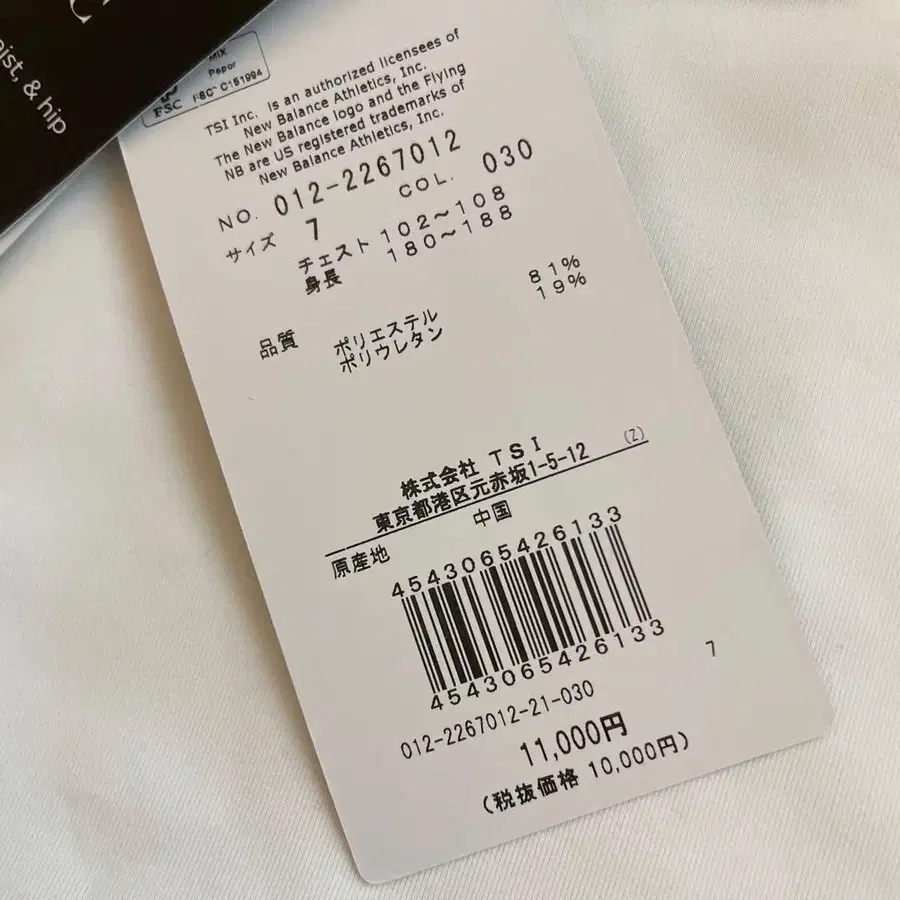 C
ist, & hip
MIX
Paper
FSC
FSC® C151994
TSI Inc. is an authorized licensees of
New Balance Athletics, Inc.
The New Balance logo and the Flying
NB are US registered trademarks of
New Balance Athletics, Inc.
NO. 012-2267012
COL. 030
サイズ 7
チェスト 102〜108
身長 180〜188
品質 ポリエステル 81%
ポリウレタン 19%
株式会社 TSI
東京都港区元赤坂1-5-12 (Z)
原産地 中国
4543065426133
4543065426133
012-2267012-21-030 7
11,000円
(税抜価格 10,000円)